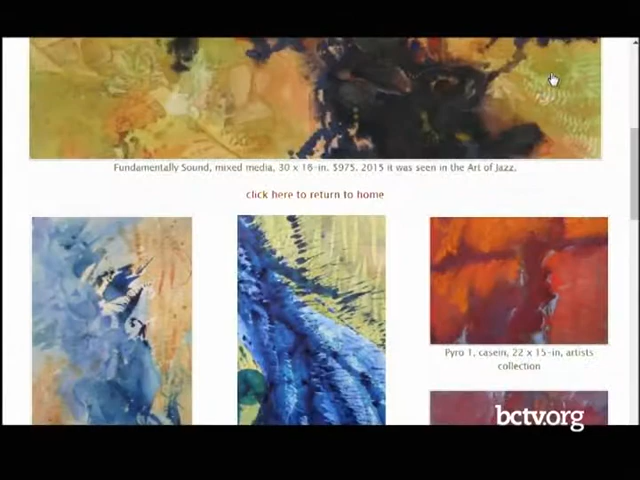 Fundamentally Sound, mixed media, 30 x 18-in. $975. 2015 it was seen in the Art of Jazz.
click here to return to home
Pyro 1, casein, 22 x 15-in, artists
collection
bctv.org